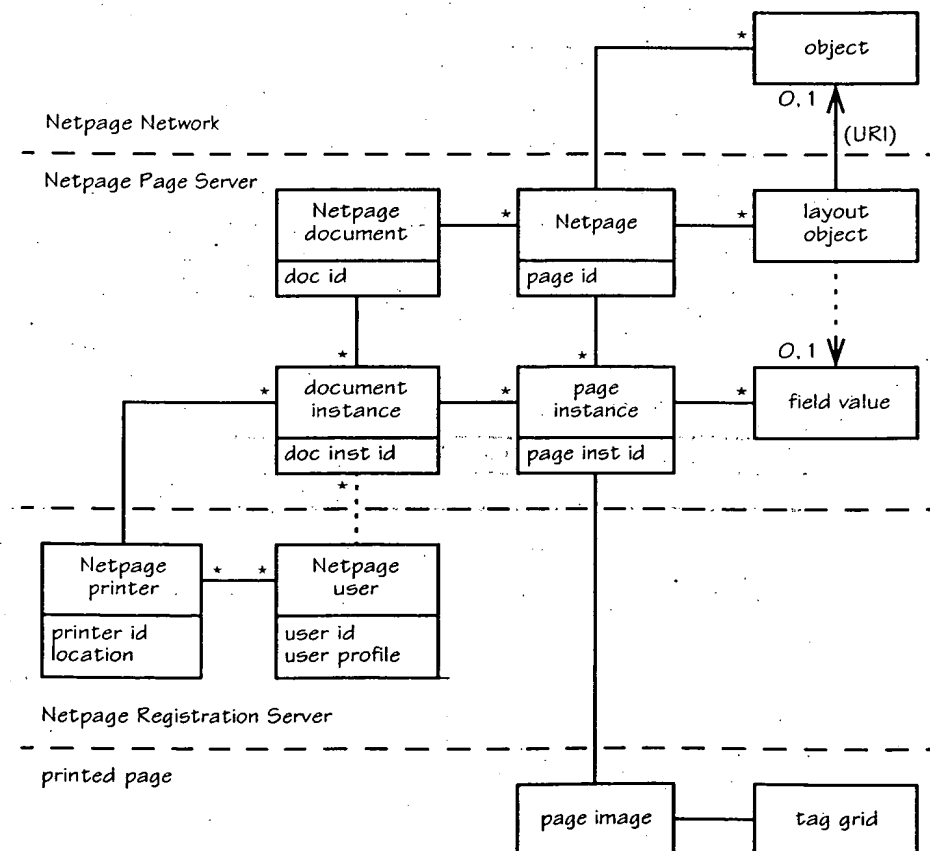 *
object
0, 1
(URI)
Netpage Network
Netpage Page Server
Netpage
document
doc id
*
Netpage
page id
*
layout
object
*
*
0, 1
*
document
instance
doc inst id
*
page
instance
page inst id
*
field value
*
Netpage
printer
printer id
location
*
*
Netpage
user
user id
user profile
Netpage Registration Server
printed page
page image
tag grid